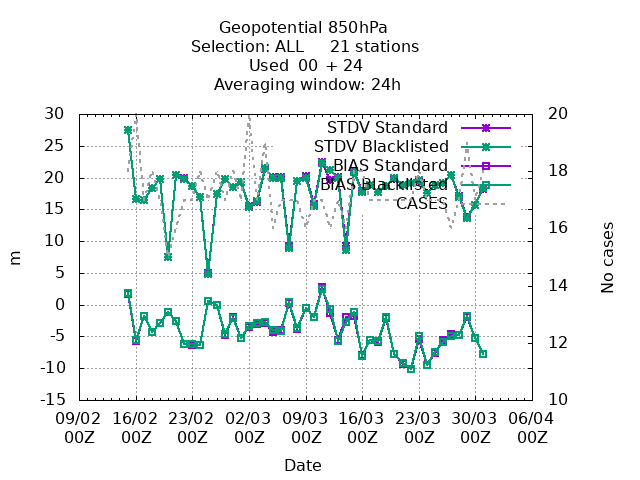 Geopotential 850hPa
Selection: ALL 21 stations
Used 00 + 24
Averaging window: 24h
30
25
20
15
10
5
0
-5
-10
-15
20
18
16
14
12
10
m
No cases
STDV Standard
STDV Blacklisted
BIAS Standard
BIAS Blacklisted
CASES
09/02 16/02 23/02 02/03 09/03 16/03 23/03 30/03 06/04
00Z 00Z 00Z 00Z 00Z 00Z 00Z 00Z 00Z
Date